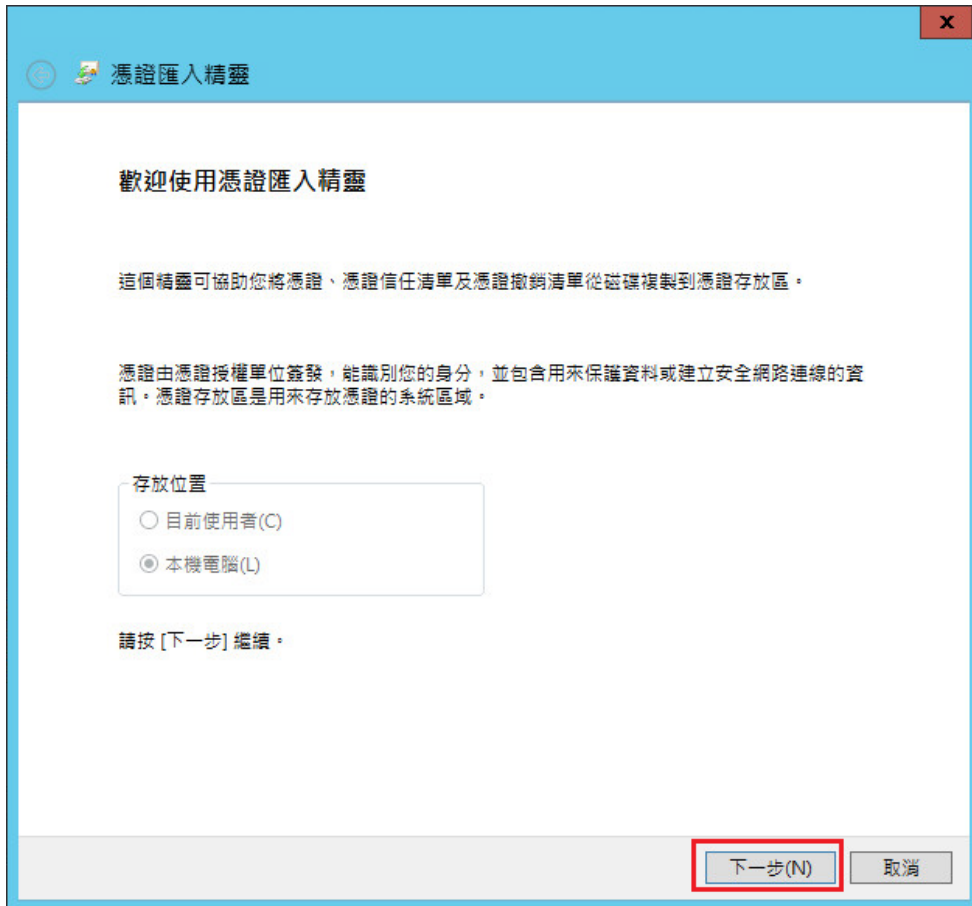 x
憑證匯入精靈
歡迎使用憑證匯入精靈
這個精靈可協助您將憑證、憑證信任清單及憑證撤銷清單從磁碟複製到憑證存放區。
憑證由憑證授權單位簽發，能識別您的身分，並包含用來保護資料或建立安全網路連線的資
訊。憑證存放區是用來存放憑證的系統區域。
存放位置
目前使用者(C)
本機電腦(L)
請按 [下一步] 繼續。
下一步(N) 取消